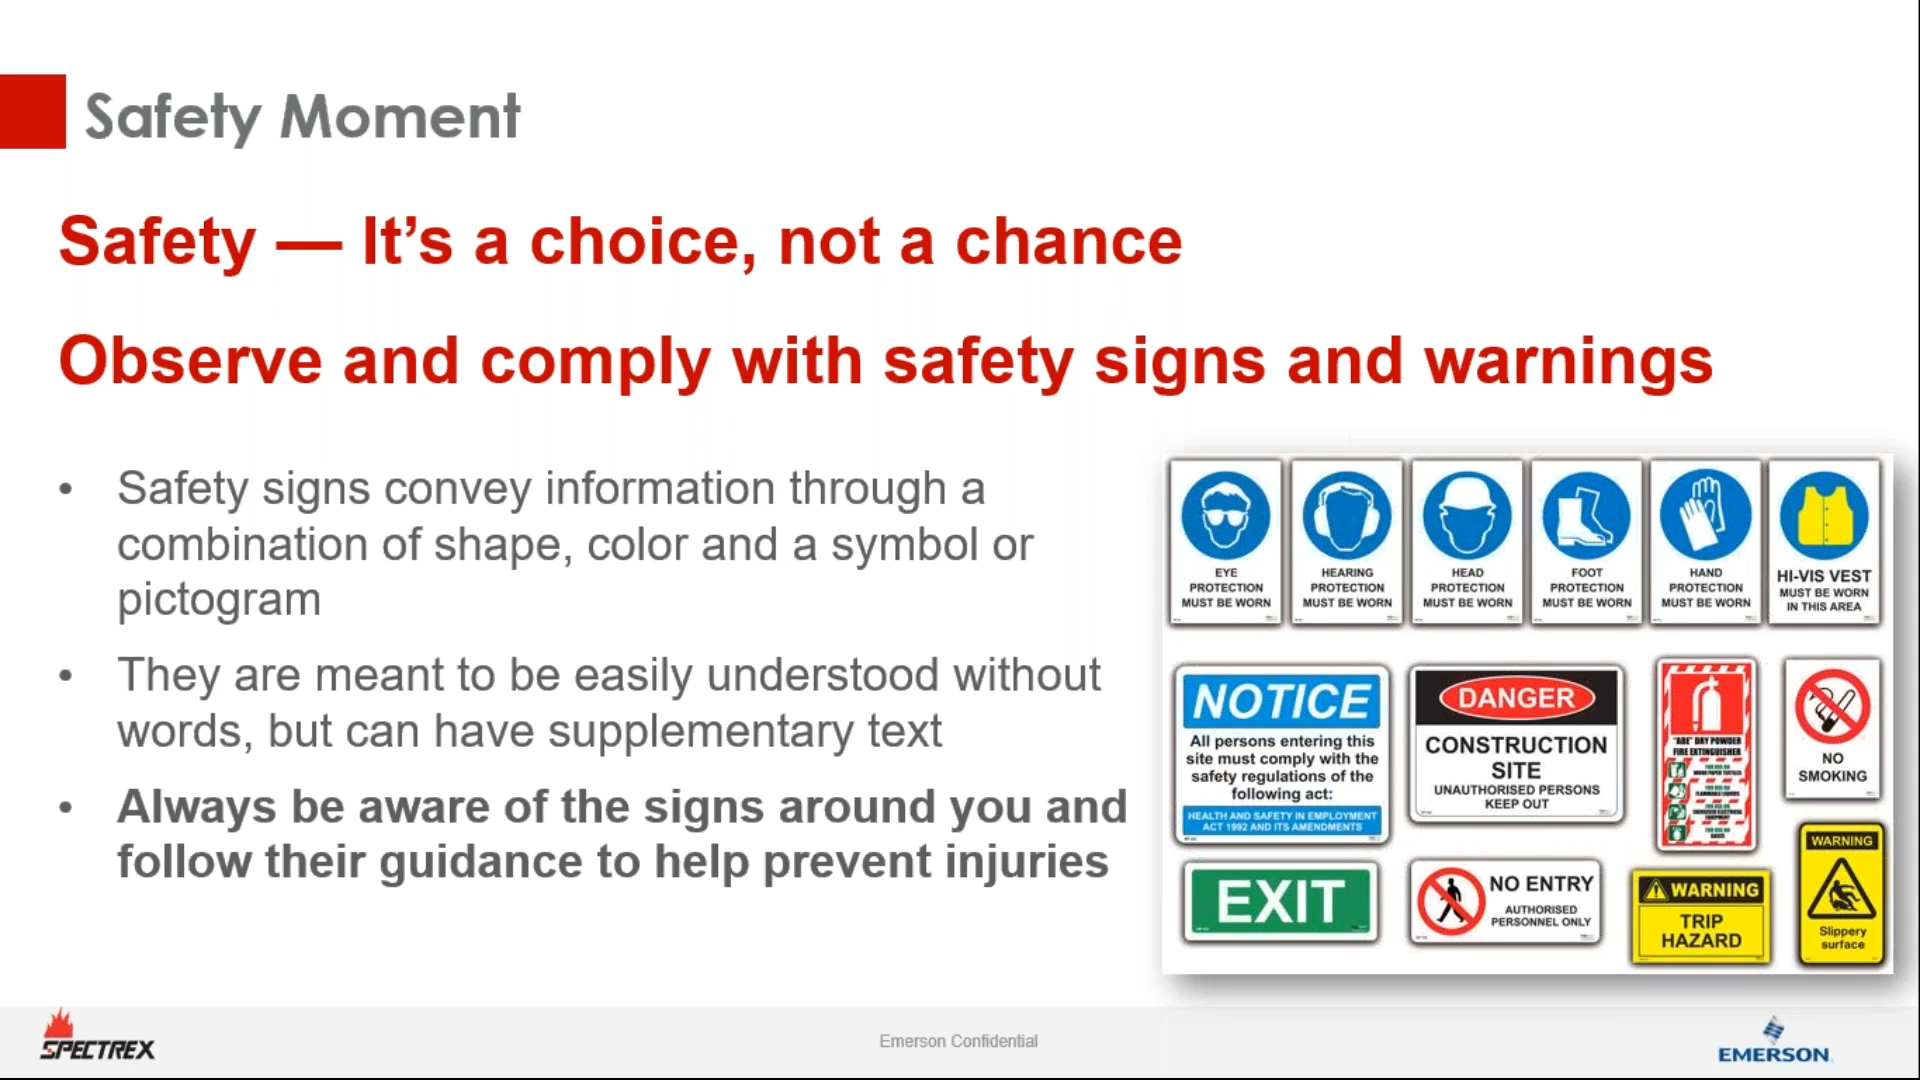 Safety Moment
Safety — It’s a choice, not a chance
Observe and comply with safety signs and warnings
• Safety signs convey information through a
combination of shape, color and a symbol or
pictogram
• They are meant to be easily understood without
words, but can have supplementary text
• Always be aware of the signs around you and
follow their guidance to help prevent injuries
EYE
PROTECTION
MUST BE WORN
HEARING
PROTECTION
MUST BE WORN
HEAD
PROTECTION
MUST BE WORN
FOOT
PROTECTION
MUST BE WORN
HAND
PROTECTION
MUST BE WORN
HI-VIS VEST
MUST BE WORN
IN THIS AREA
NOTICE
All persons entering this
site must comply with the
safety regulations of the
following act:
HEALTH AND SAFETY IN EMPLOYMENT
ACT 1992 AND ITS AMENDMENTS
DANGER
CONSTRUCTION
SITE
UNAUTHORISED PERSONS
KEEP OUT
"ABE" DRY POWDER
FIRE EXTINGUISHER
NO
SMOKING
EXIT
NO ENTRY
AUTHORISED
PERSONNEL ONLY
WARNING
TRIP
HAZARD
WARNING
Slippery
surface
SPECTREX
Emerson Confidential
EMERSON